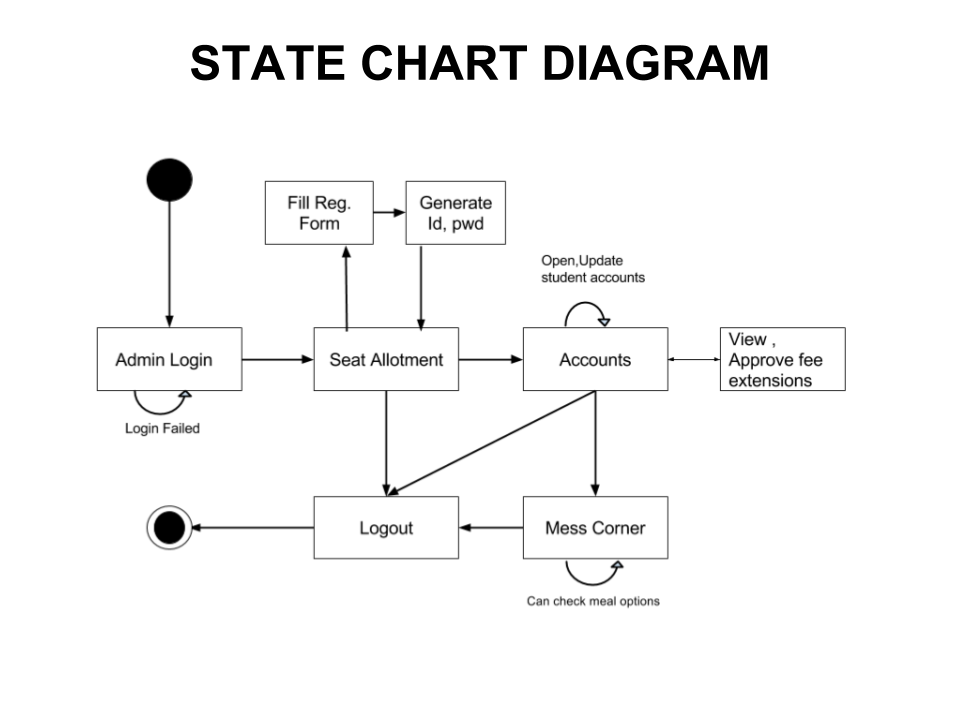 STATE CHART DIAGRAM
Fill Reg.
Form
Generate
Id, pwd
Open,Update
student accounts
Admin Login
Seat Allotment
Accounts
View ,
Approve fee
extensions
Login Failed
Logout
Mess Corner
Can check meal options